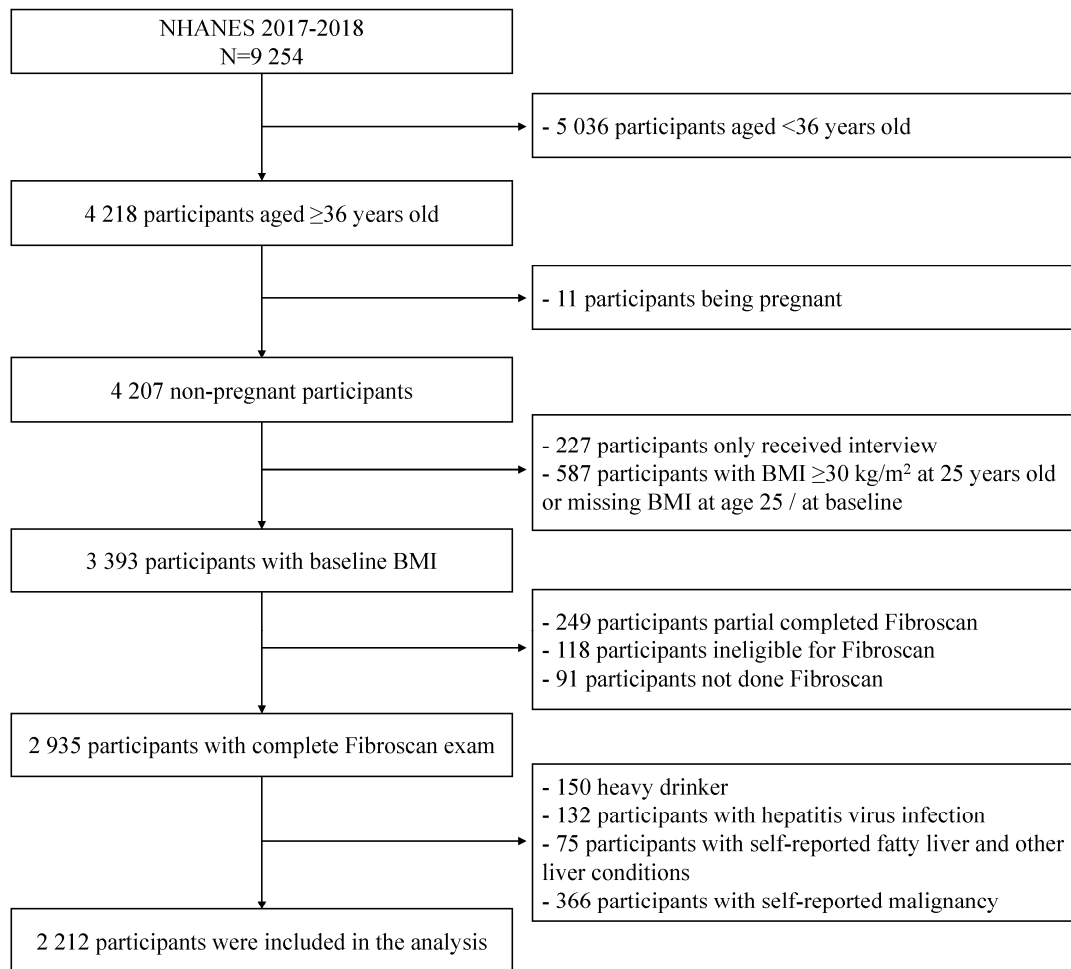 NHANES 2017-2018
N=9 254
- 5 036 participants aged <36 years old
4 218 participants aged ≥36 years old
- 11 participants being pregnant
4 207 non-pregnant participants
- 227 participants only received interview
- 587 participants with BMI ≥30 kg/m² at 25 years old
or missing BMI at age 25 / at baseline
3 393 participants with baseline BMI
- 249 participants partial completed Fibroscan
- 118 participants ineligible for Fibroscan
- 91 participants not done Fibroscan
2 935 participants with complete Fibroscan exam
- 150 heavy drinker
- 132 participants with hepatitis virus infection
- 75 participants with self-reported fatty liver and other
liver conditions
- 366 participants with self-reported malignancy
2 212 participants were included in the analysis